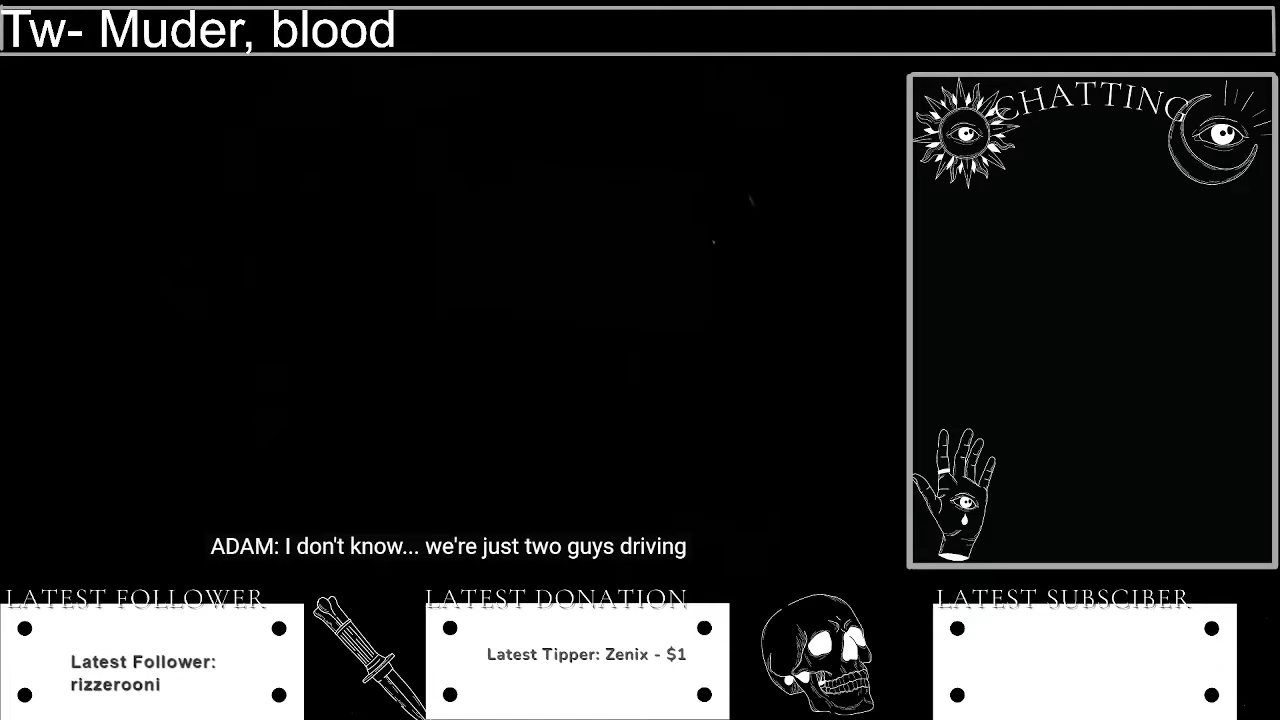 Tw- Muder, blood
CHATTING
ADAM: I don't know... we're just two guys driving
LATEST FOLLOWER
LATEST DONATION
LATEST SUBSCIBER
Latest Follower:
rizzerooni
Latest Tipper: Zenix - $1